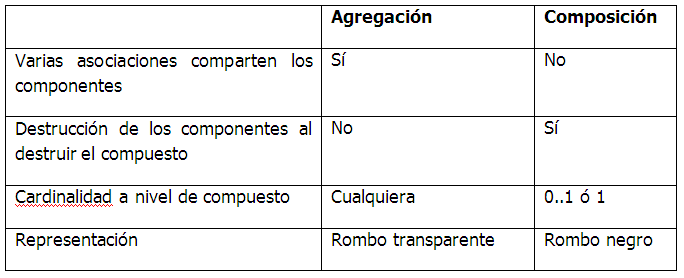 Agregación Composición
Varias asociaciones comparten los Sí No
componentes
Destrucción de los componentes al No Sí
destruir el compuesto
Cardinalidad a nivel de compuesto Cualquiera 0..1 ó 1
Representación Rombo transparente Rombo negro